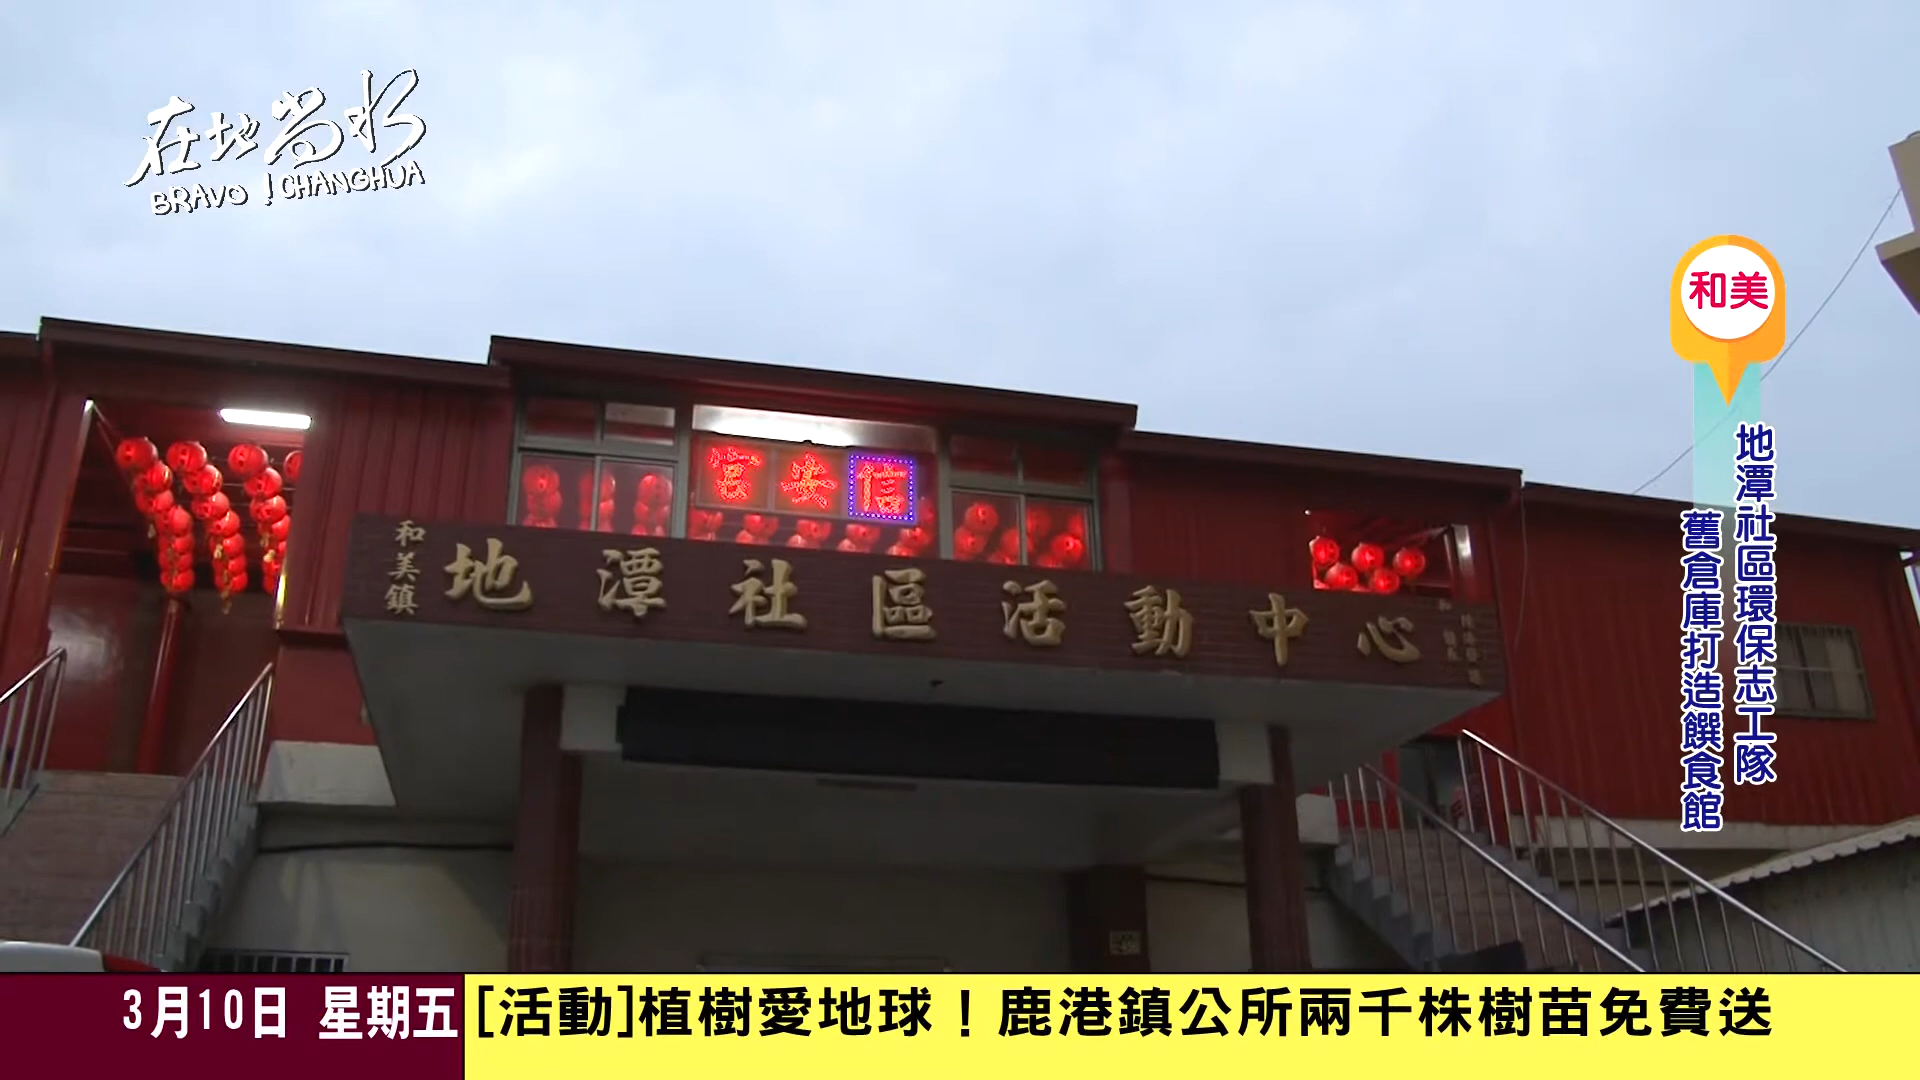 在地尚水
BRAVO!CHANGHUA
和美
地潭社區環保志工隊
舊倉庫打造饌食館
宮安信
和美鎮
地潭社區活動中心
3月10日 星期五
[活動]植樹愛地球！鹿港鎮公所兩千株樹苗免費送